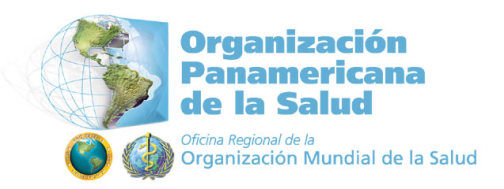 Organización
Panamericana
de la Salud
Oficina Regional de la
Organización Mundial de la Salud